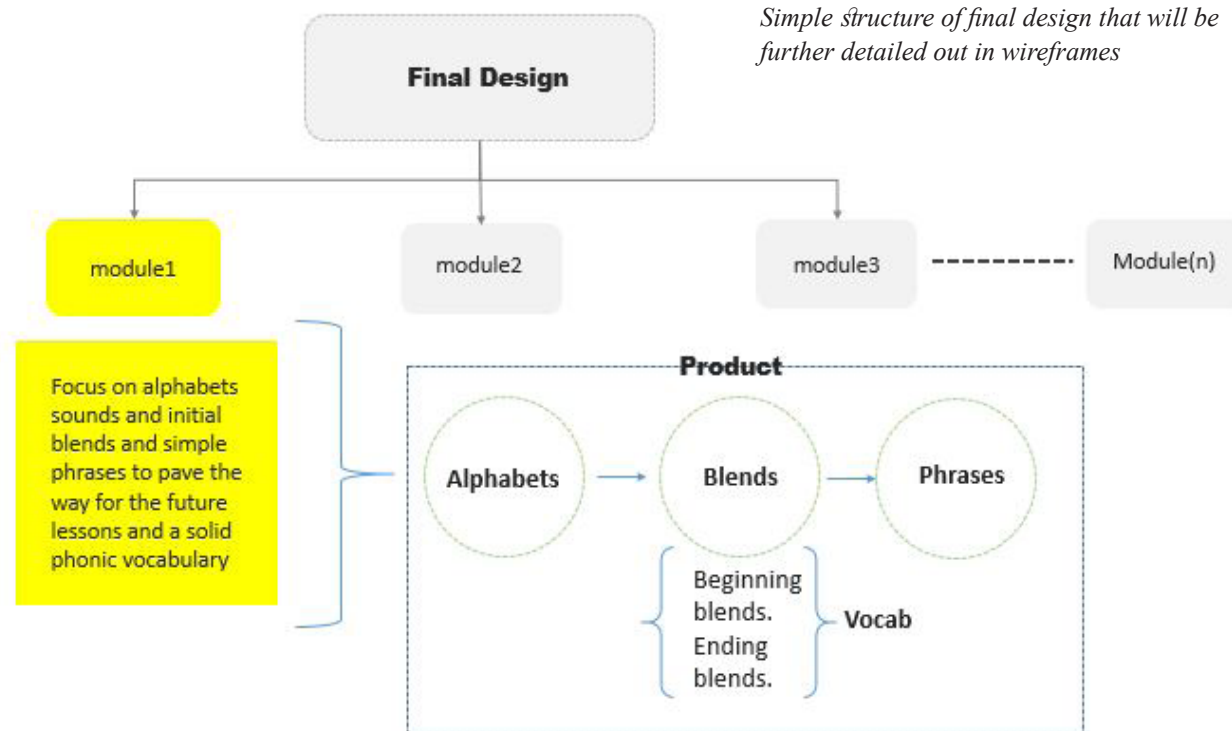 Simple structure of final design that will be
further detailed out in wireframes
Final Design
module1
module2
module3
Module(n)
Focus on alphabets
sounds and initial
blends and simple
phrases to pave the
way for the future
lessons and a solid
phonic vocabulary
Product
Alphabets
Blends
Phrases
Beginning
blends.
Ending
blends.
Vocab